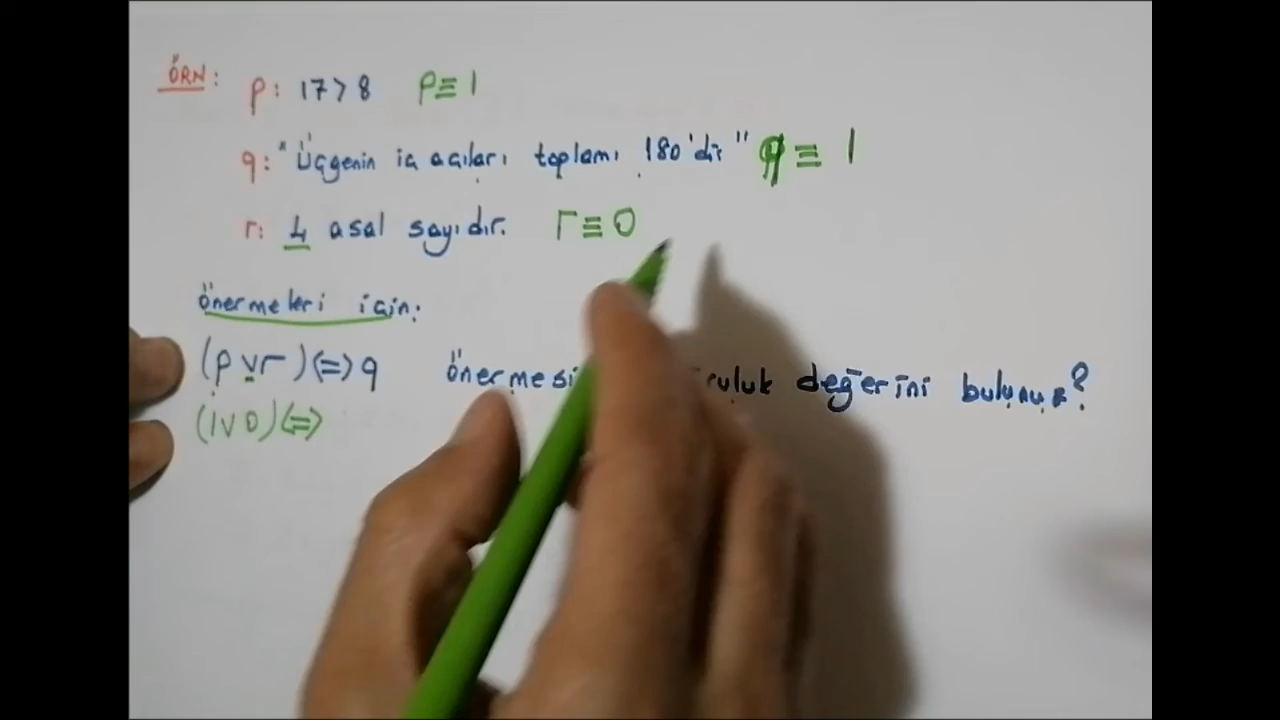 ÖRN: p: 17 > 8 p ≡ 1
q: "Üçgenin iç açıları toplamı 180'dir" q ≡ 1
r: 4 asal sayıdır. r ≡ 0
önermeleri için:
(p v r) <=> q önermesi ruluk değerini bulunuz?
(1 v 0) <=>